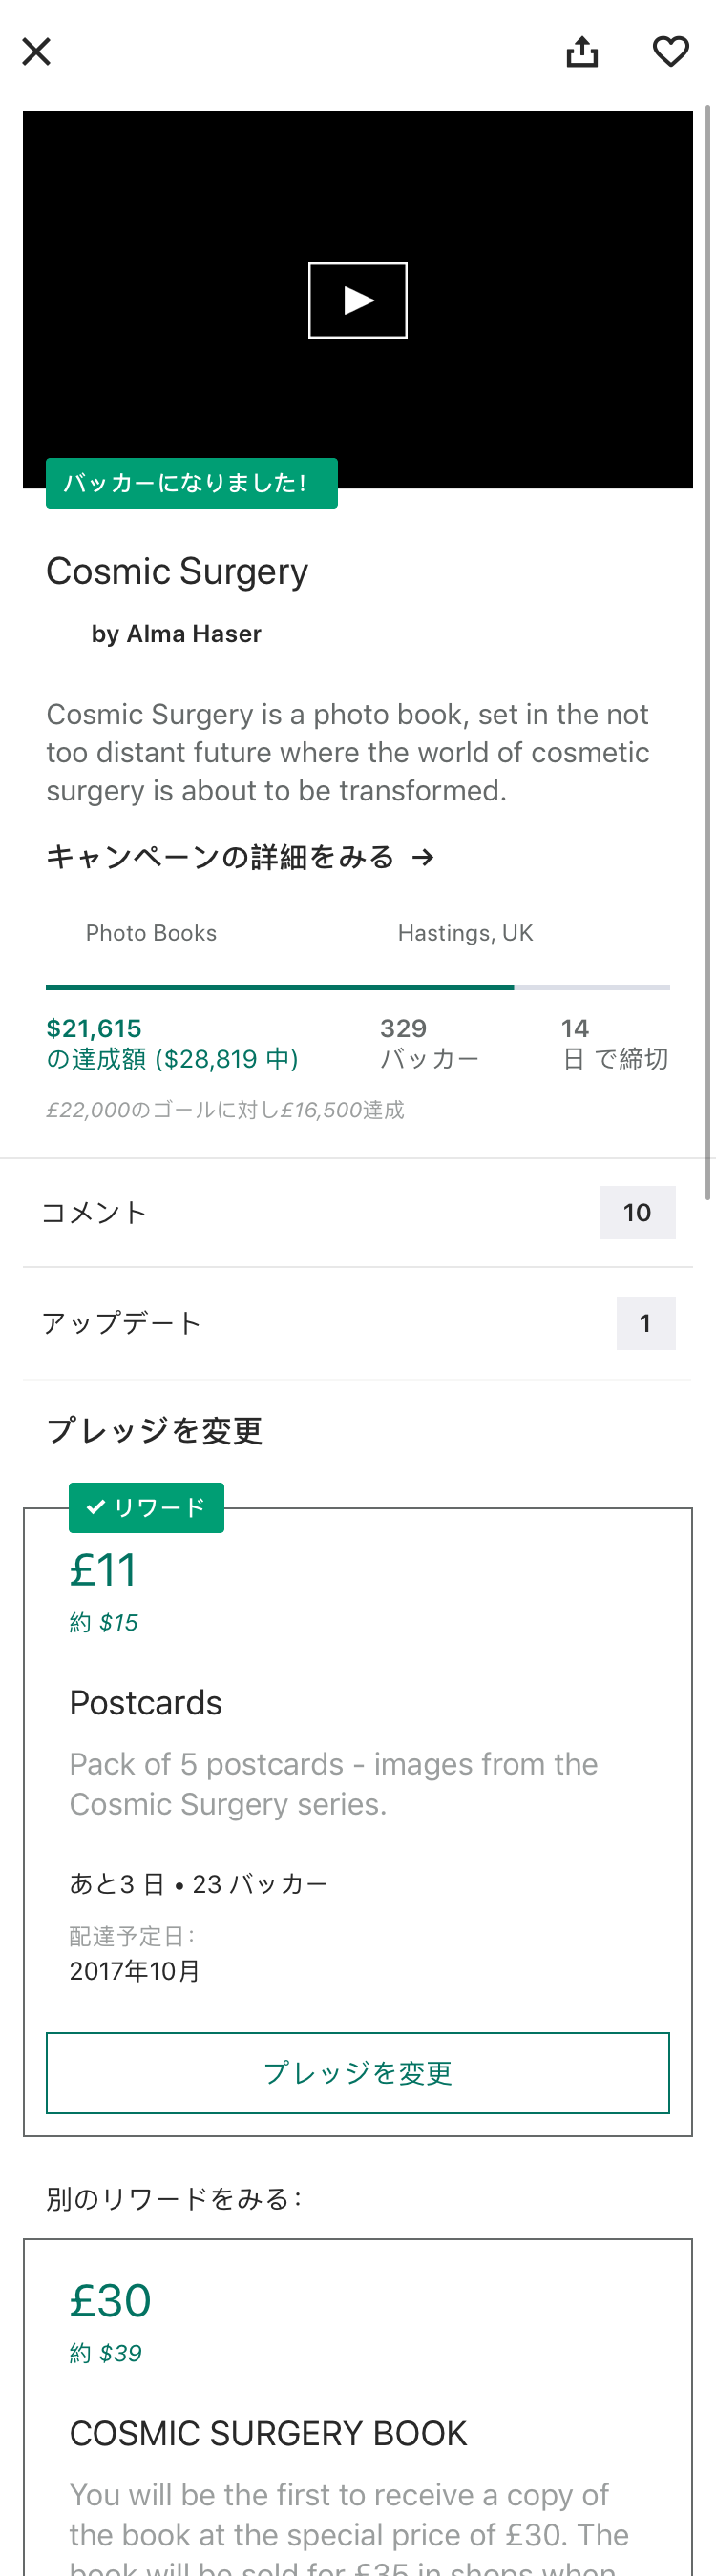 バッカーになりました！
Cosmic Surgery
by Alma Haser
Cosmic Surgery is a photo book, set in the not
too distant future where the world of cosmetic
surgery is about to be transformed.
キャンペーンの詳細をみる →
Photo Books
Hastings, UK
$21,615
の達成額 ($28,819 中)
329
バッカー
14
日 で締切
£22,000のゴールに対し£16,500達成
コメント
10
アップデート
1
プレッジを変更
✓ リワード
£11
約 $15
Postcards
Pack of 5 postcards - images from the
Cosmic Surgery series.
あと3 日 • 23 バッカー
配達予定日：
2017年10月
プレッジを変更
別のリワードをみる：
£30
約 $39
COSMIC SURGERY BOOK
You will be the first to receive a copy of
the book at the special price of £30. The
book will be sold for £35 in shops when